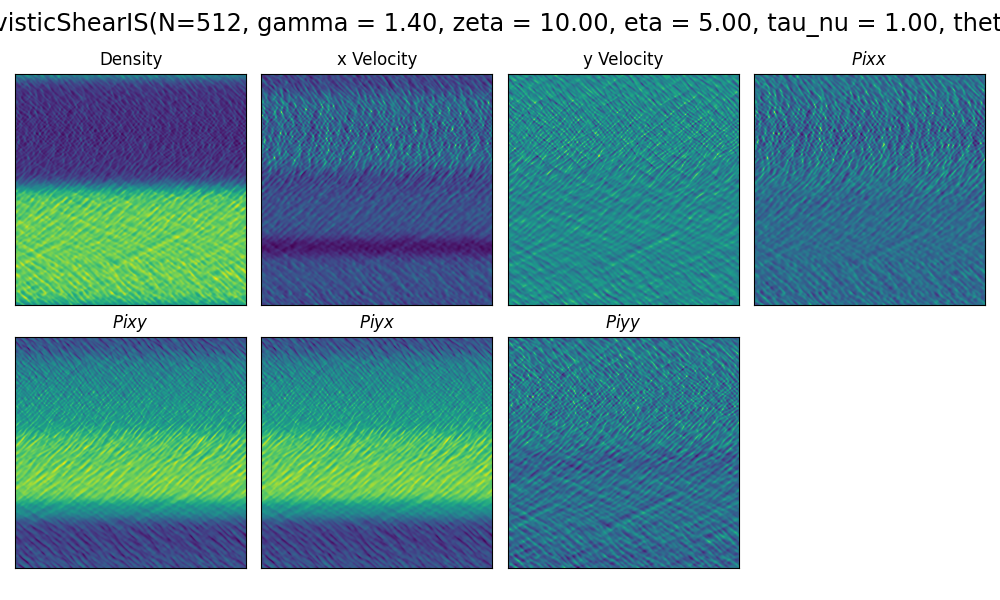 visticShearIS(N=512, gamma = 1.40, zeta = 10.00, eta = 5.00, tau_nu = 1.00, thet
Density
x Velocity
y Velocity
Pixx
Pixy
Piyx
Piyy